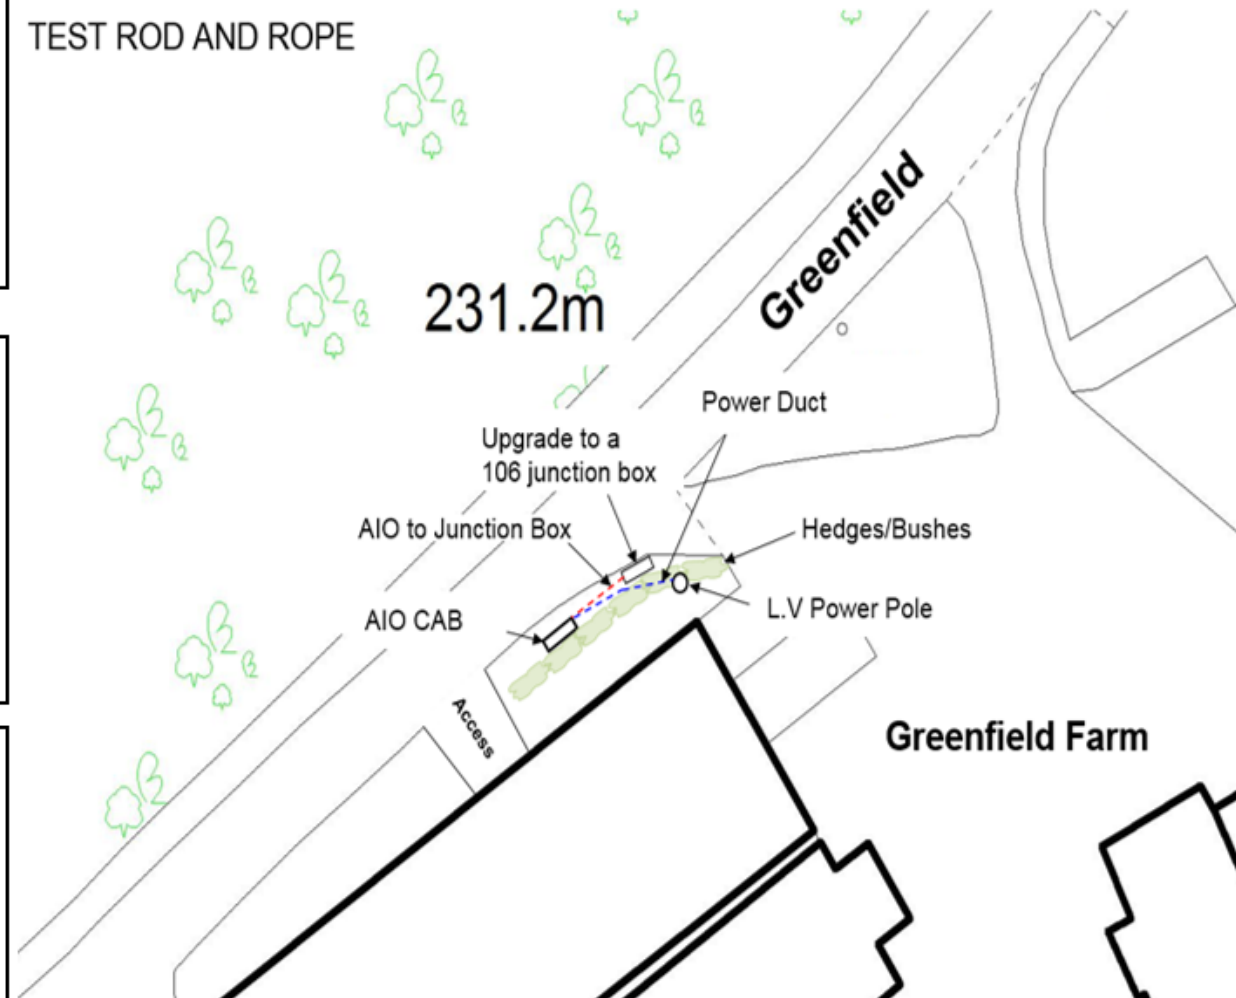 TEST ROD AND ROPE
Greenfield
231.2m
Power Duct
Upgrade to a
106 junction box
AIO to Junction Box
Hedges/Bushes
AIO CAB
L.V Power Pole
Access
Greenfield Farm